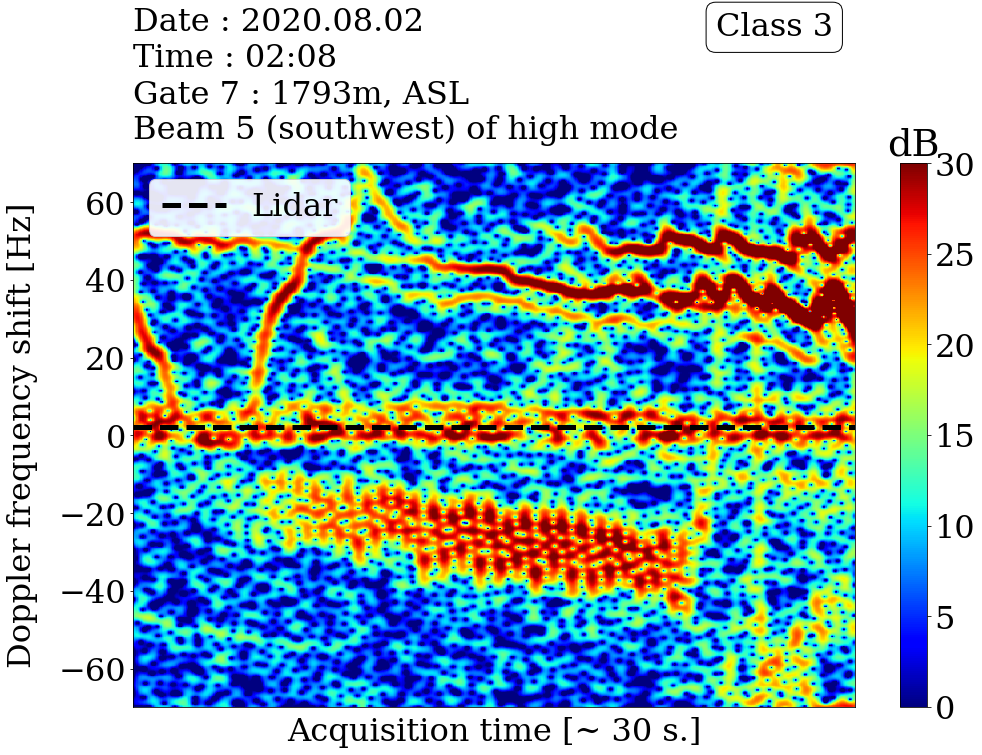 Date : 2020.08.02
Time : 02:08
Gate 7 : 1793m, ASL
Beam 5 (southwest) of high mode
Class 3
dB
Lidar
Doppler frequency shift [Hz]
60
40
20
0
−20
−40
−60
Acquisition time [~ 30 s.]
30
25
20
15
10
5
0